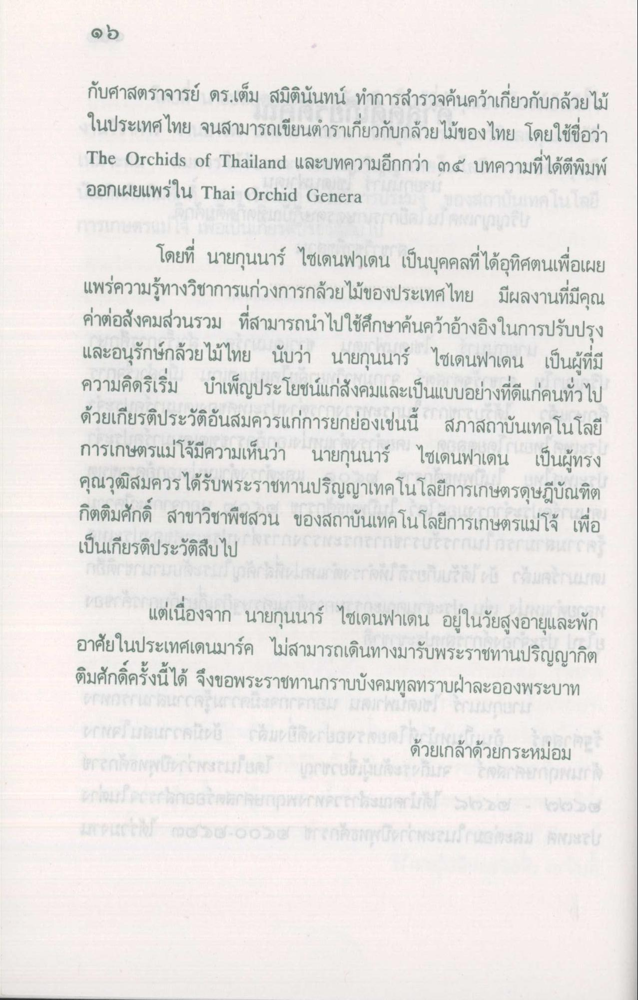 ๑๖
กับศาสตราจารย์ ดร.เต็ม สมิตินันทน์ ทำการสำรวจค้นคว้าเกี่ยวกับกล้วยไม้
ในประเทศไทย จนสามารถเขียนตำราเกี่ยวกับกล้วยไม้ของไทย โดยใช้ชื่อว่า
The Orchids of Thailand และบทความอีกกว่า ๓๕ บทความที่ได้ตีพิมพ์
ออกเผยแพร่ใน Thai Orchid Genera
โดยที่ นายกุนนาร์ ไซเดนฟาเดน เป็นบุคคลที่ได้อุทิศตนเพื่อเผย
แพร่ความรู้ทางวิชาการแก่วงการกล้วยไม้ของประเทศไทย มีผลงานที่มีคุณ
ค่าต่อสังคมส่วนรวม ที่สามารถนำไปใช้ศึกษาค้นคว้าอ้างอิงในการปรับปรุง
และอนุรักษ์กล้วยไม้ไทย นับว่า นายกุนนาร์ ไซเดนฟาเดน เป็นผู้ที่มี
ความคิดริเริ่ม บำเพ็ญประโยชน์แก่สังคมและเป็นแบบอย่างที่ดีแก่คนทั่วไป
ด้วยเกียรติประวัติอันสมควรแก่การยกย่องเช่นนี้ สภาสถาบันเทคโนโลยี
การเกษตรแม่โจ้มีความเห็นว่า นายกุนนาร์ ไซเดนฟาเดน เป็นผู้ทรง
คุณวุฒิสมควรได้รับพระราชทานปริญญาเทคโนโลยีการเกษตรดุษฎีบัณฑิต
กิตติมศักดิ์ สาขาวิชาพืชสวน ของสถาบันเทคโนโลยีการเกษตรแม่โจ้ เพื่อ
เป็นเกียรติประวัติสืบไป
แต่เนื่องจาก นายกุนนาร์ ไซเดนฟาเดน อยู่ในวัยสูงอายุและพัก
อาศัยในประเทศเดนมาร์ค ไม่สามารถเดินทางมารับพระราชทานปริญญากิต
ติมศักดิ์ครั้งนี้ได้ จึงขอพระราชทานกราบบังคมทูลทราบฝ่าละอองพระบาท
ด้วยเกล้าด้วยกระหม่อม